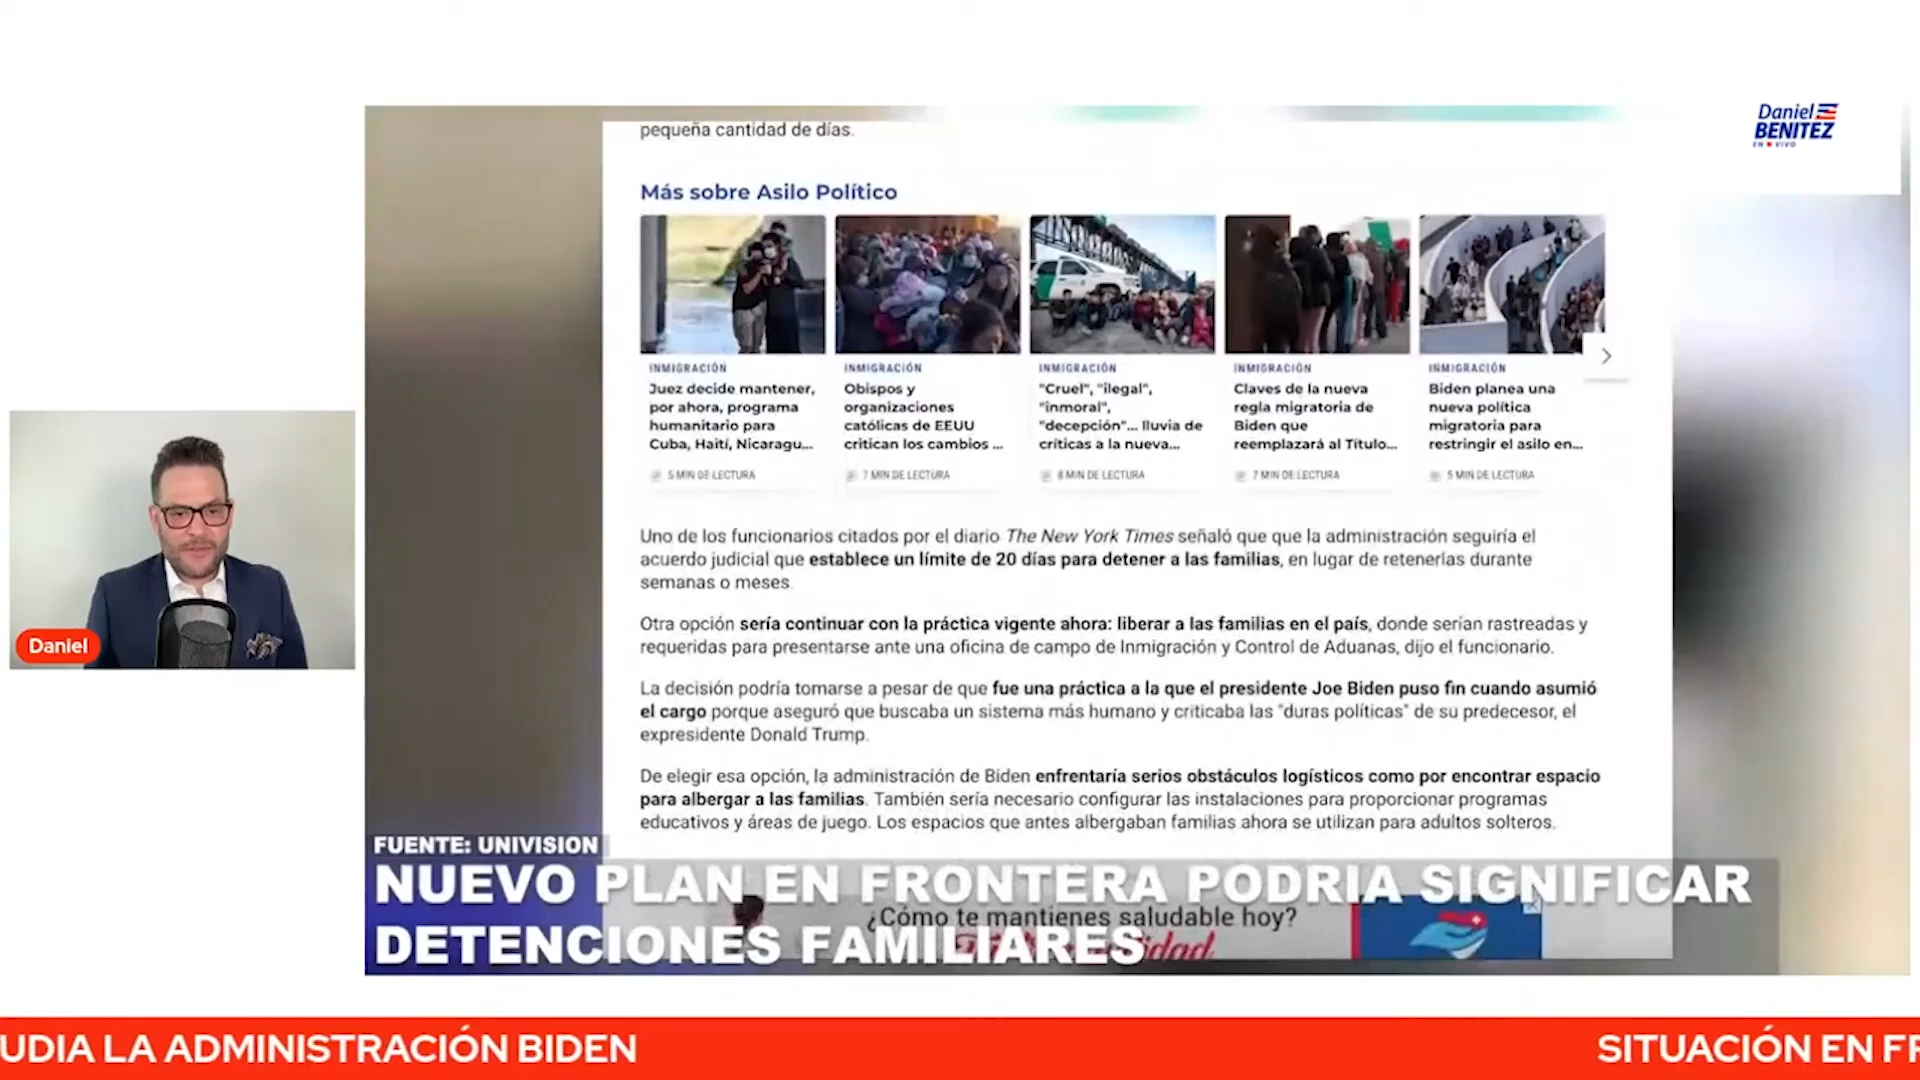 Daniel
BENITEZ
EN VIVO
pequeña cantidad de días.
Más sobre Asilo Político
INMIGRACIÓN
Juez decide mantener,
por ahora, programa
humanitario para
Cuba, Haití, Nicaragu...
5 MIN DE LECTURA
INMIGRACIÓN
Obispos y
organizaciones
católicas de EEUU
critican los cambios ...
7 MIN DE LECTURA
INMIGRACIÓN
"Cruel", "ilegal",
"inmoral",
"decepción"... lluvia de
críticas a la nueva...
8 MIN DE LECTURA
INMIGRACIÓN
Claves de la nueva
regla migratoria de
Biden que
reemplazará al Título...
7 MIN DE LECTURA
INMIGRACIÓN
Biden planea una
nueva política
migratoria para
restringir el asilo en...
5 MIN DE LECTURA
Uno de los funcionarios citados por el diario The New York Times señaló que que la administración seguiría el
acuerdo judicial que establece un límite de 20 días para detener a las familias, en lugar de retenerlas durante
semanas o meses.
Otra opción sería continuar con la práctica vigente ahora: liberar a las familias en el país, donde serían rastreadas y
requeridas para presentarse ante una oficina de campo de Inmigración y Control de Aduanas, dijo el funcionario.
La decisión podría tomarse a pesar de que fue una práctica a la que el presidente Joe Biden puso fin cuando asumió
el cargo porque aseguró que buscaba un sistema más humano y criticaba las "duras políticas" de su predecesor, el
expresidente Donald Trump.
De elegir esa opción, la administración de Biden enfrentaría serios obstáculos logísticos como por encontrar espacio
para albergar a las familias. También sería necesario configurar las instalaciones para proporcionar programas
educativos y áreas de juego. Los espacios que antes albergaban familias ahora se utilizan para adultos solteros.
Daniel
FUENTE: UNIVISION
NUEVO PLAN EN FRONTERA PODRIA SIGNIFICAR
DETENCIONES FAMILIARES
¿Cómo te mantienes saludable hoy?
UDIA LA ADMINISTRACIÓN BIDEN
SITUACIÓN EN FR